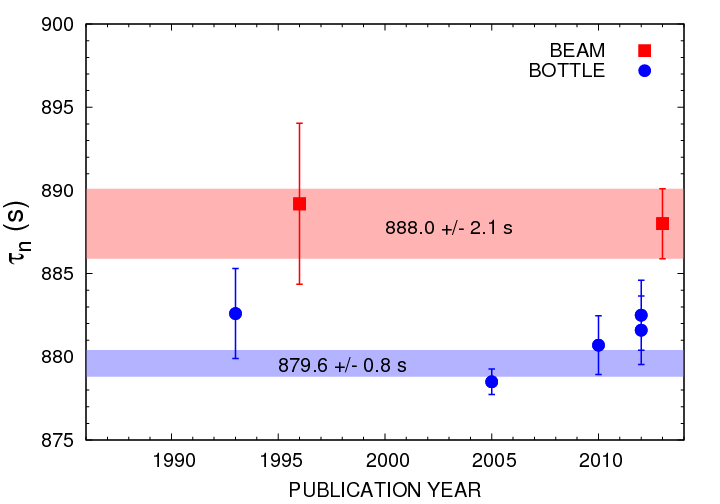 900
895
890
885
880
875
τn (s)
BEAM
BOTTLE
888.0 +/- 2.1 s
879.6 +/- 0.8 s
1990
1995
2000
2005
2010
PUBLICATION YEAR